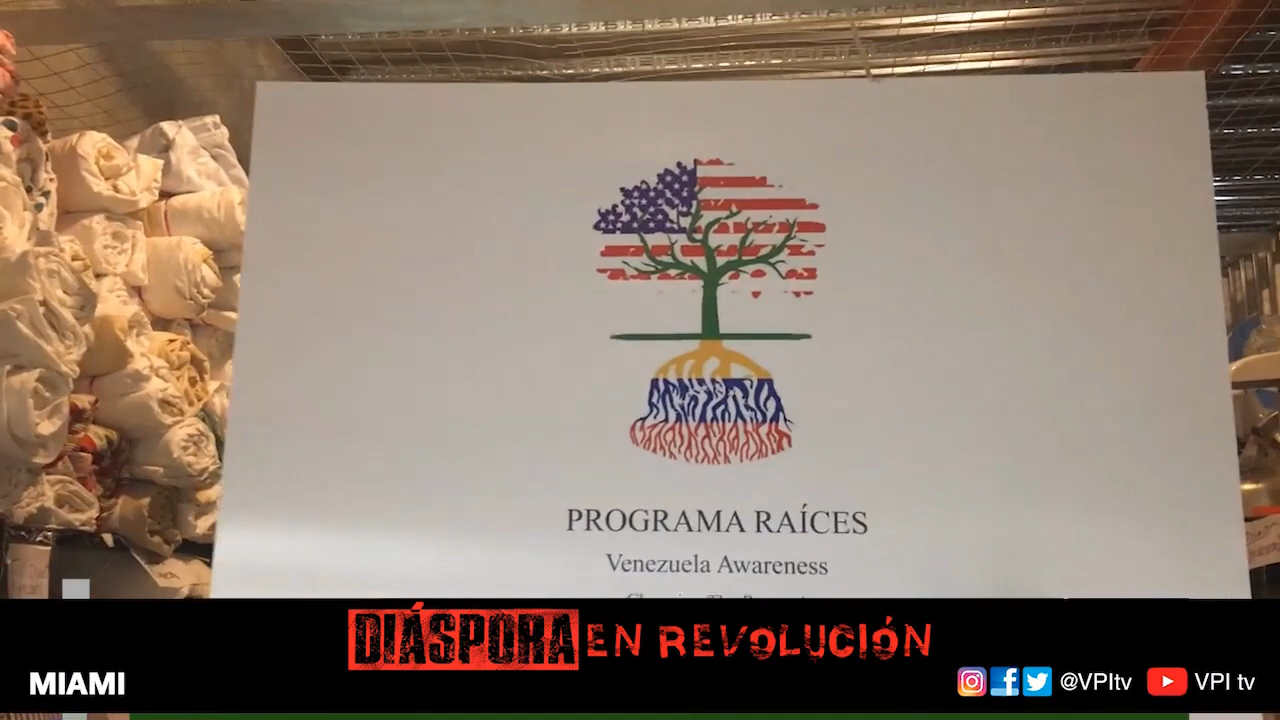 PROGRAMA RAÍCES
Venezuela Awareness
DIÁSPORA EN REVOLUCIÓN
MIAMI
@VPItv
VPI tv